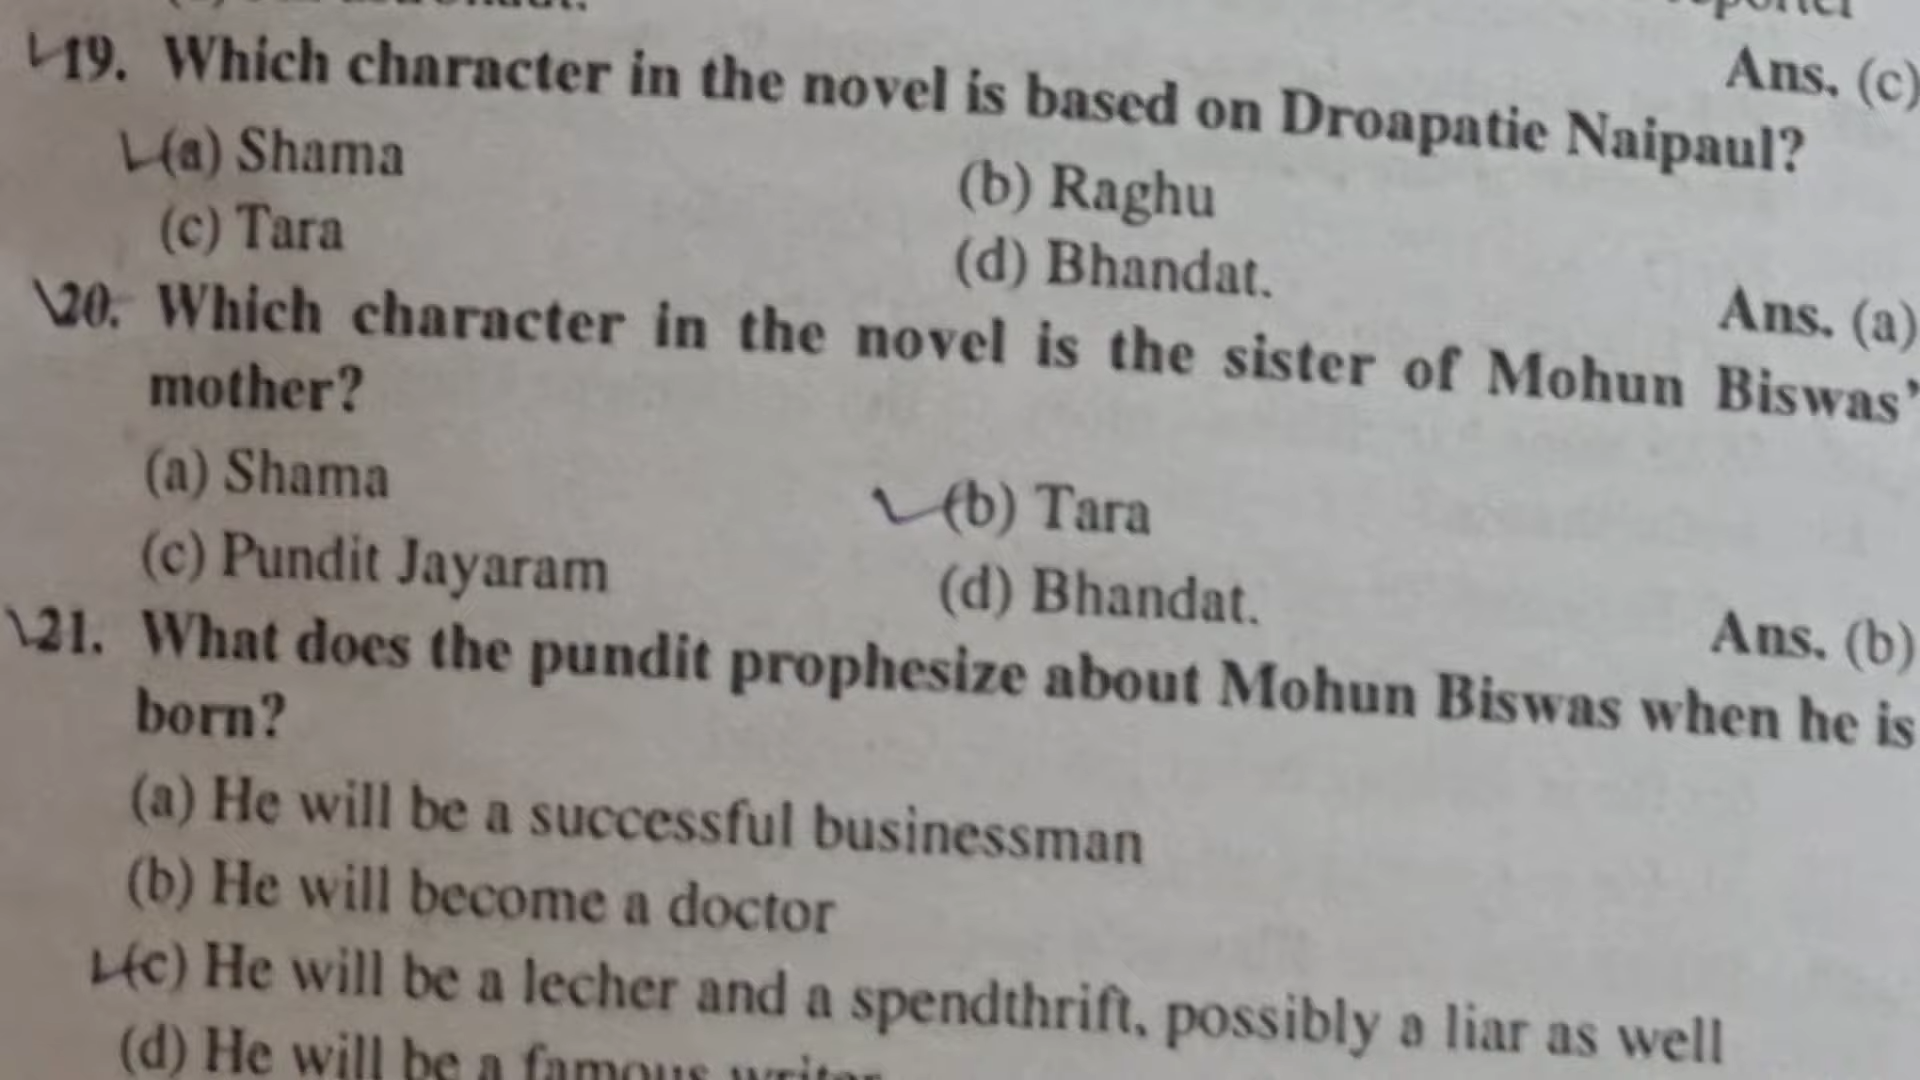 Ans. (c)
19. Which character in the novel is based on Droapatie Naipaul?
(a) Shama (b) Raghu
(c) Tara (d) Bhandat.
Ans. (a)
20. Which character in the novel is the sister of Mohun Biswas'
mother?
(a) Shama (b) Tara
(c) Pundit Jayaram (d) Bhandat.
Ans. (b)
21. What does the pundit prophesize about Mohun Biswas when he is
born?
(a) He will be a successful businessman
(b) He will become a doctor
(c) He will be a lecher and a spendthrift, possibly a liar as well
(d) He will be a famous writer